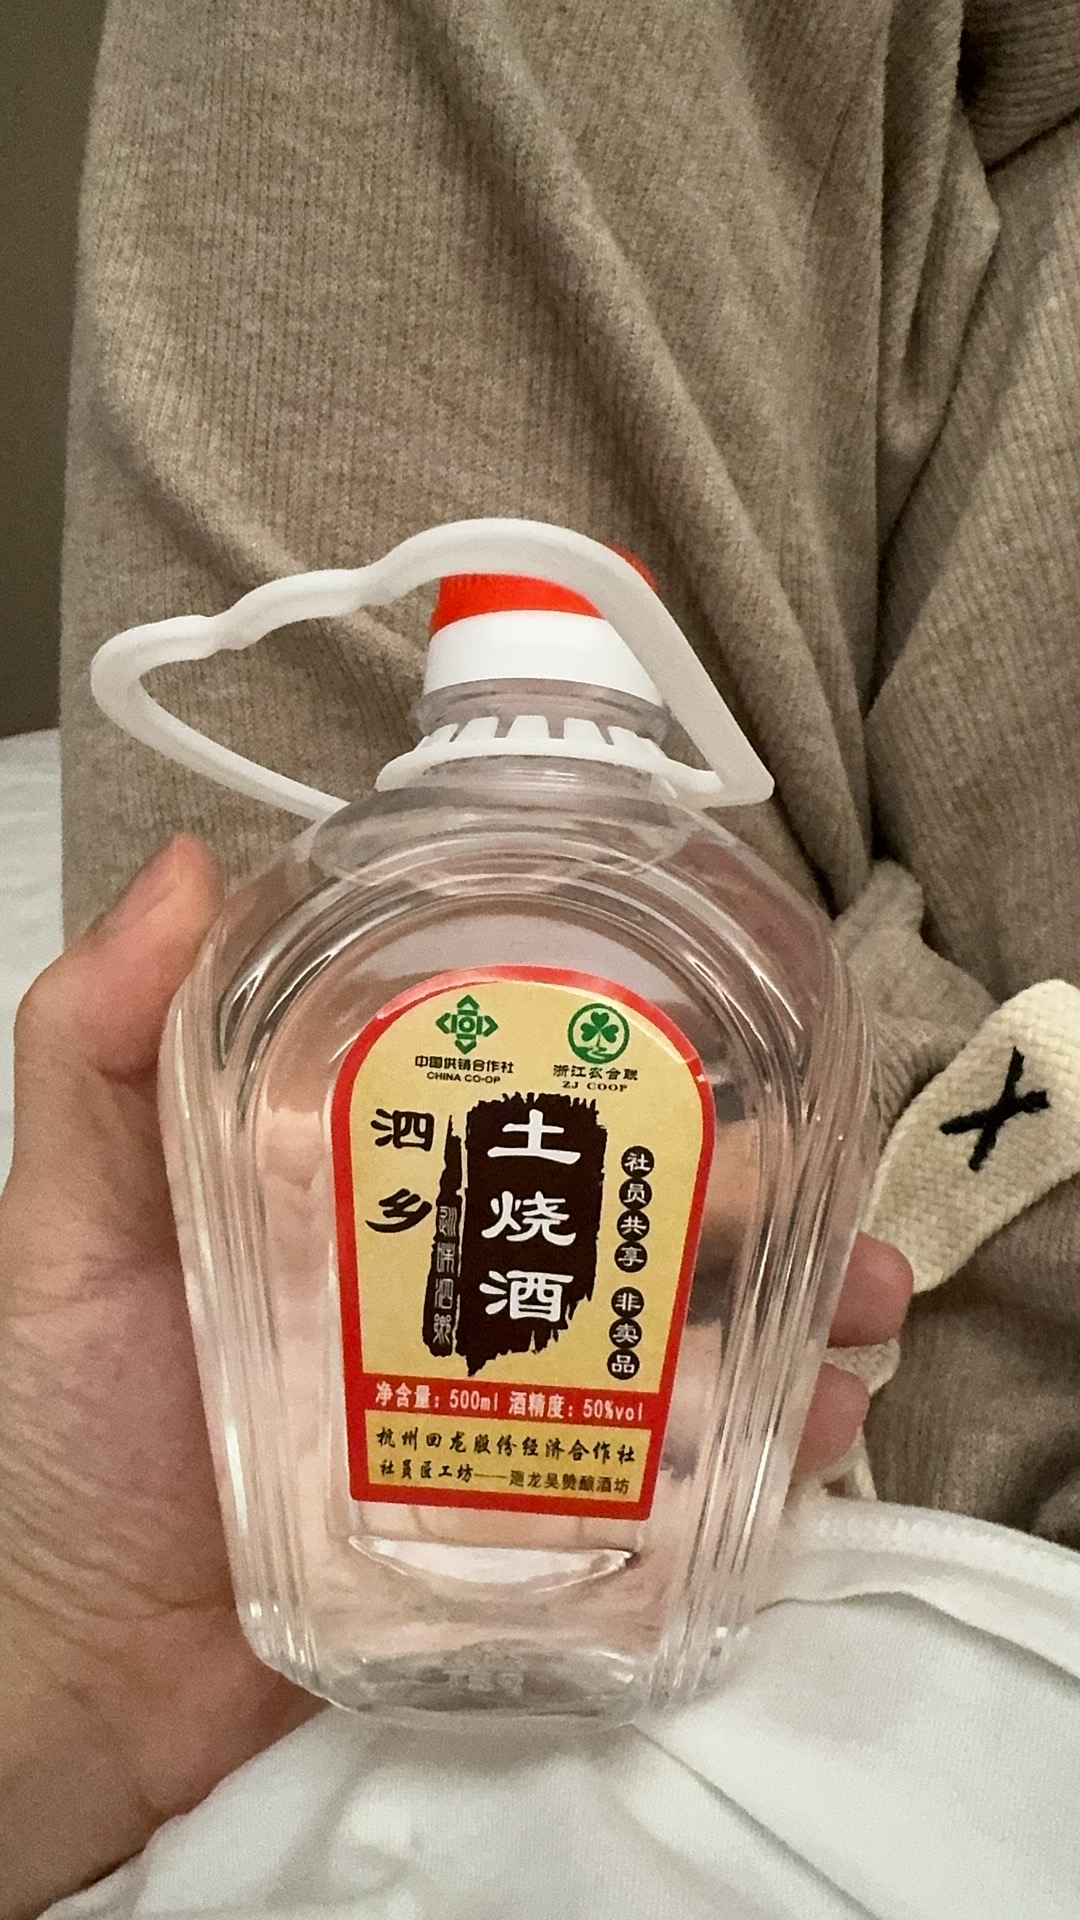 中国供销合作社
CHINA CO-OP
浙江农合联
ZJ COOP
泗乡
土烧酒
社员共享 非卖品
净含量：500ml 酒精度：50%vol
杭州回龙股份经济合作社
社员匠工坊——迴龙吴赞酿酒坊